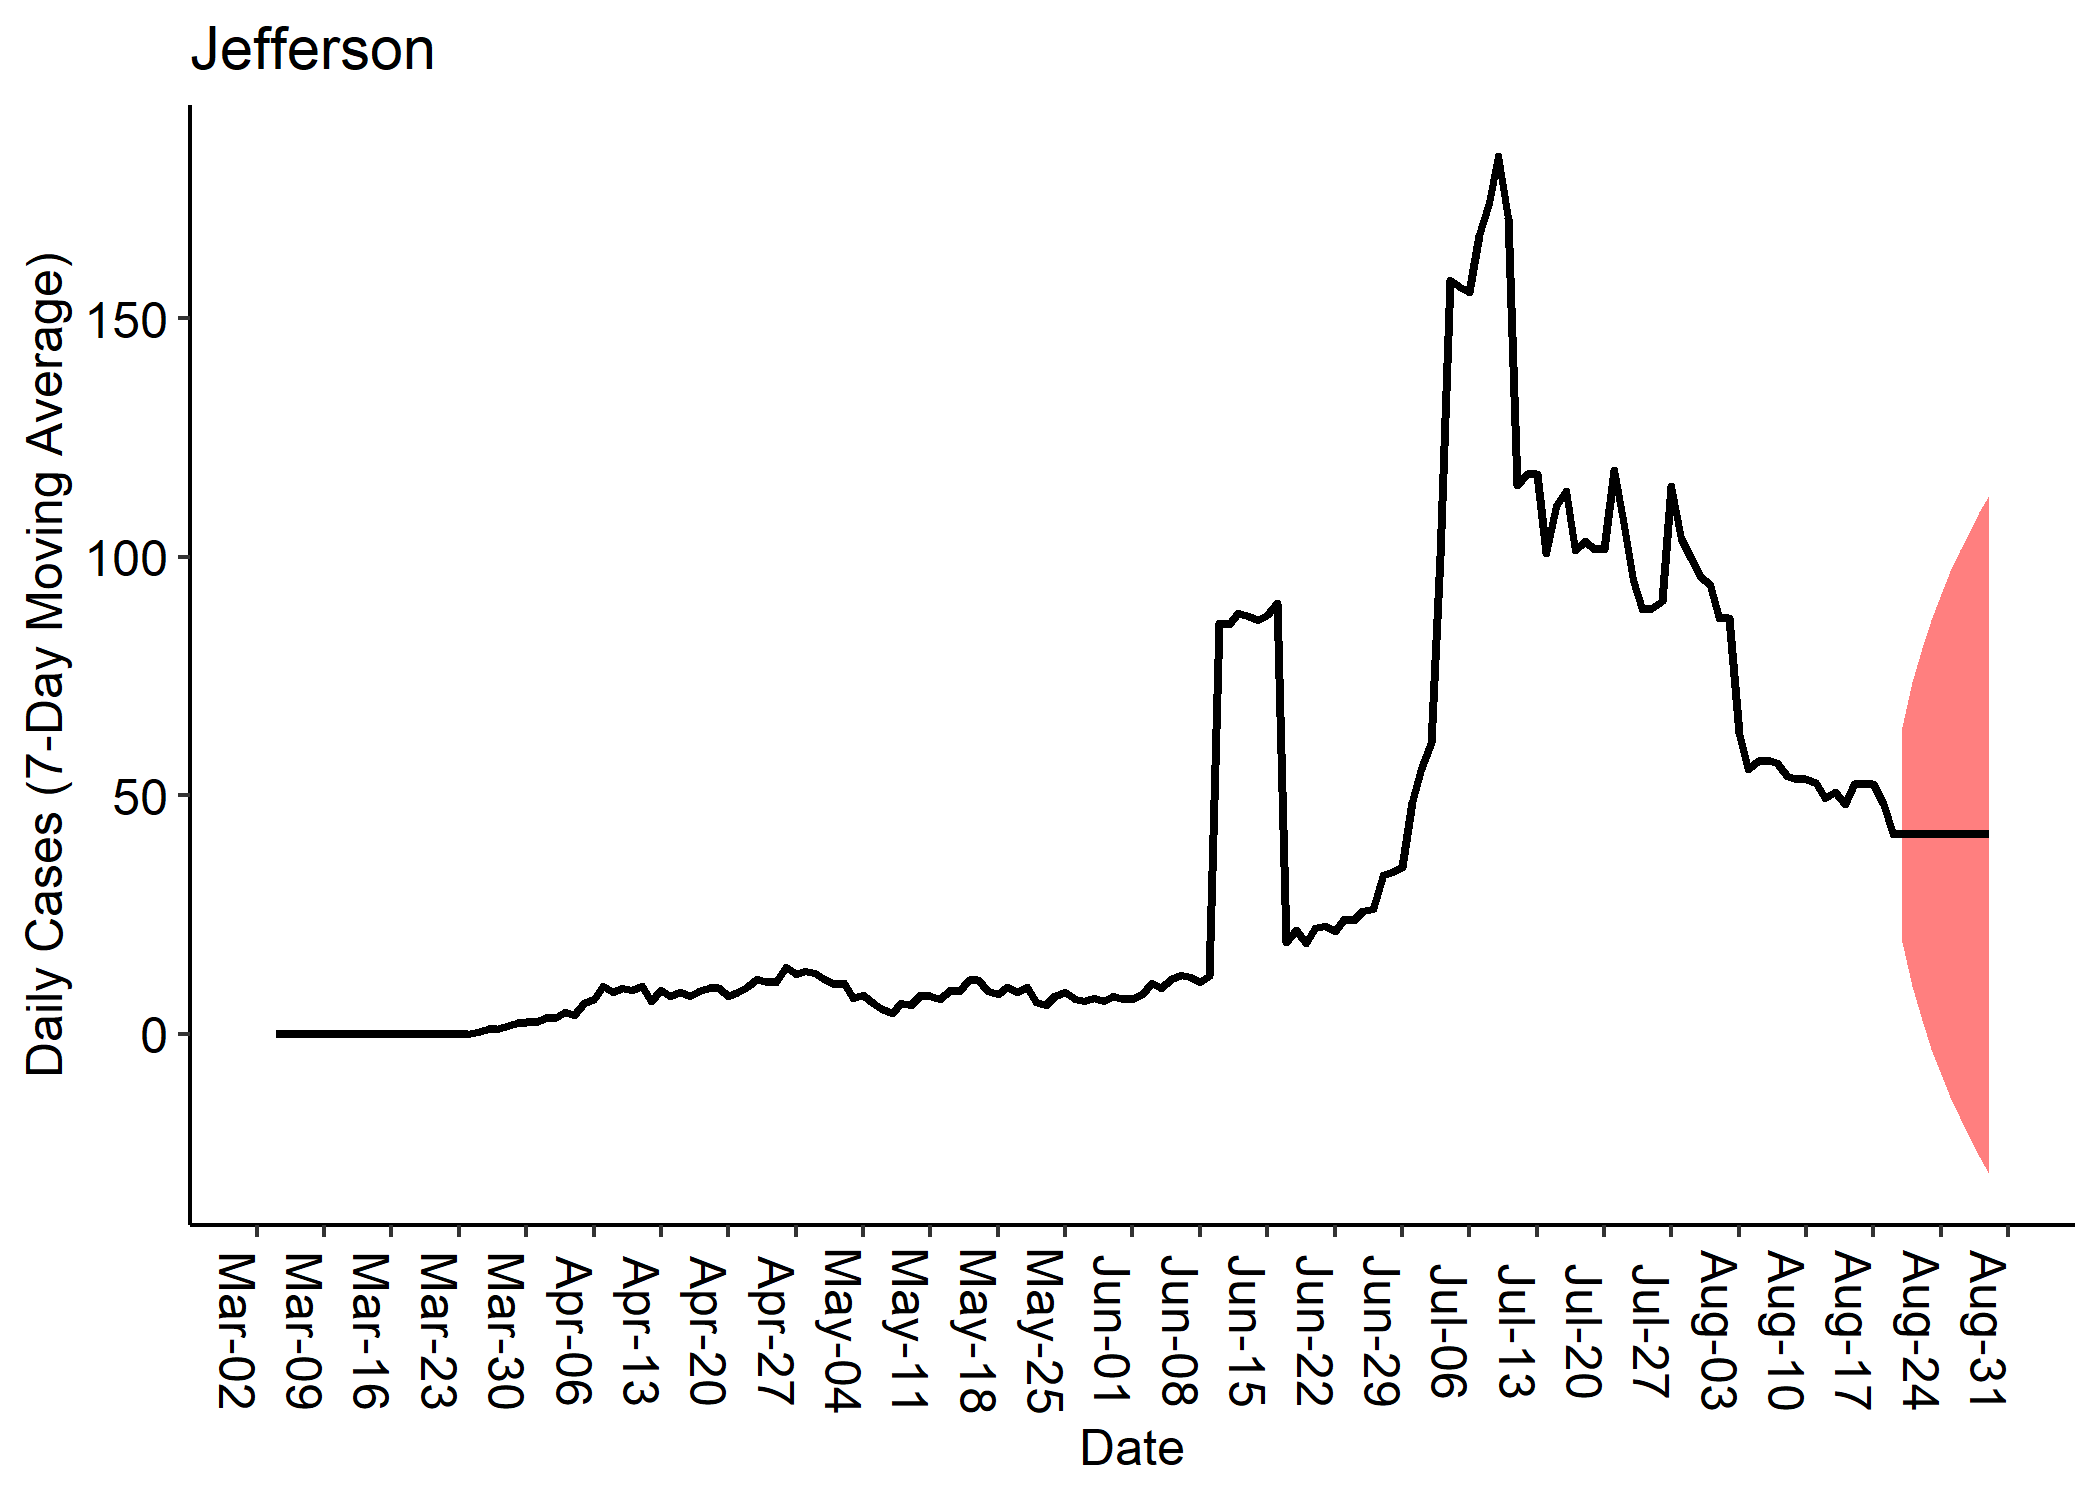 Jefferson
Daily Cases (7-Day Moving Average)
150
100
50
0
Mar-02
Mar-09
Mar-16
Mar-23
Mar-30
Apr-06
Apr-13
Apr-20
Apr-27
May-04
May-11
May-18
May-25
Jun-01
Jun-08
Jun-15
Jun-22
Jun-29
Jul-06
Jul-13
Jul-20
Jul-27
Aug-03
Aug-10
Aug-17
Aug-24
Aug-31
Date